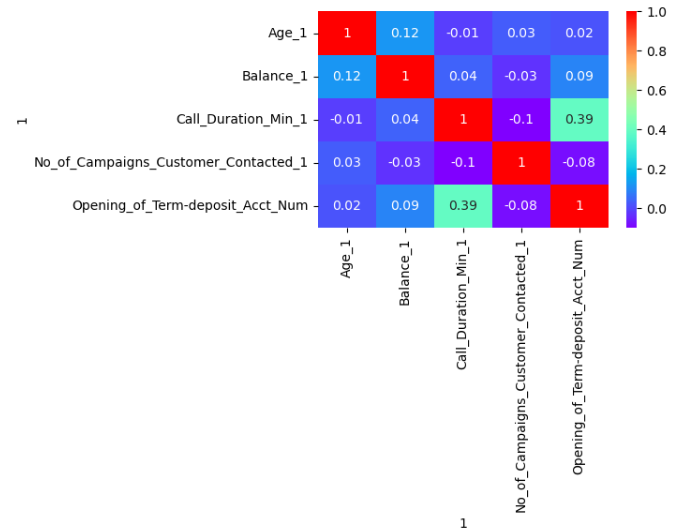 Age_1 1 0.12 -0.01 0.03 0.02
Balance_1 0.12 1 0.04 -0.03 0.09
Call_Duration_Min_1 -0.01 0.04 1 -0.1 0.39
No_of_Campaigns_Customer_Contacted_1 0.03 -0.03 -0.1 1 -0.08
Opening_of_Term-deposit_Acct_Num 0.02 0.09 0.39 -0.08 1
1
Age_1
Balance_1
Call_Duration_Min_1
No_of_Campaigns_Customer_Contacted_1
Opening_of_Term-deposit_Acct_Num
1
1.0
0.8
0.6
0.4
0.2
0.0